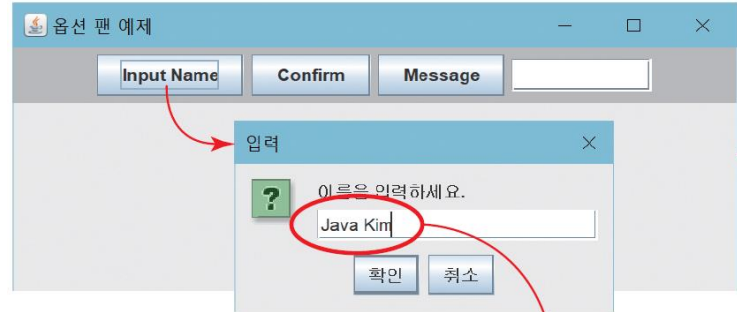 옵션 팬 예제
Input Name Confirm Message
입력
이름을 입력하세요.
Java Kim
확인 취소